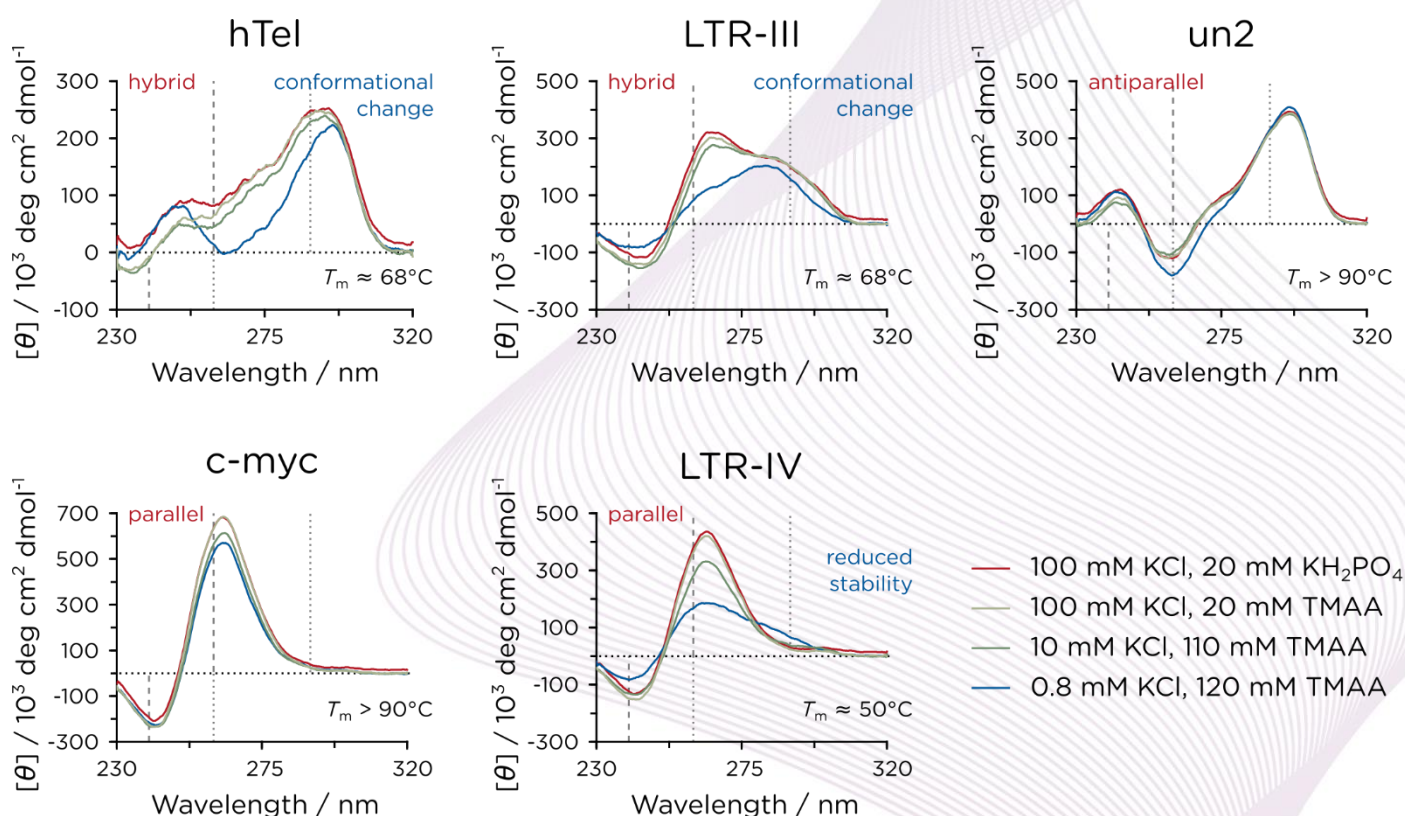 hTel
[θ] / 10³ deg cm² dmol⁻¹
300
200
100
0
-100
hybrid
conformational
change
Tm ≈ 68°C
230
275
320
Wavelength / nm
LTR-III
[θ] / 10³ deg cm² dmol⁻¹
500
300
100
-100
-300
hybrid
conformational
change
Tm ≈ 68°C
230
275
320
Wavelength / nm
un2
[θ] / 10³ deg cm² dmol⁻¹
500
300
100
-100
-300
antiparallel
Tm > 90°C
230
275
320
Wavelength / nm
c-myc
[θ] / 10³ deg cm² dmol⁻¹
700
500
300
100
-100
-300
parallel
Tm > 90°C
230
275
320
Wavelength / nm
LTR-IV
[θ] / 10³ deg cm² dmol⁻¹
500
300
100
-100
-300
parallel
reduced
stability
Tm ≈ 50°C
230
275
320
Wavelength / nm
100 mM KCl, 20 mM KH₂PO₄
100 mM KCl, 20 mM TMAA
10 mM KCl, 110 mM TMAA
0.8 mM KCl, 120 mM TMAA